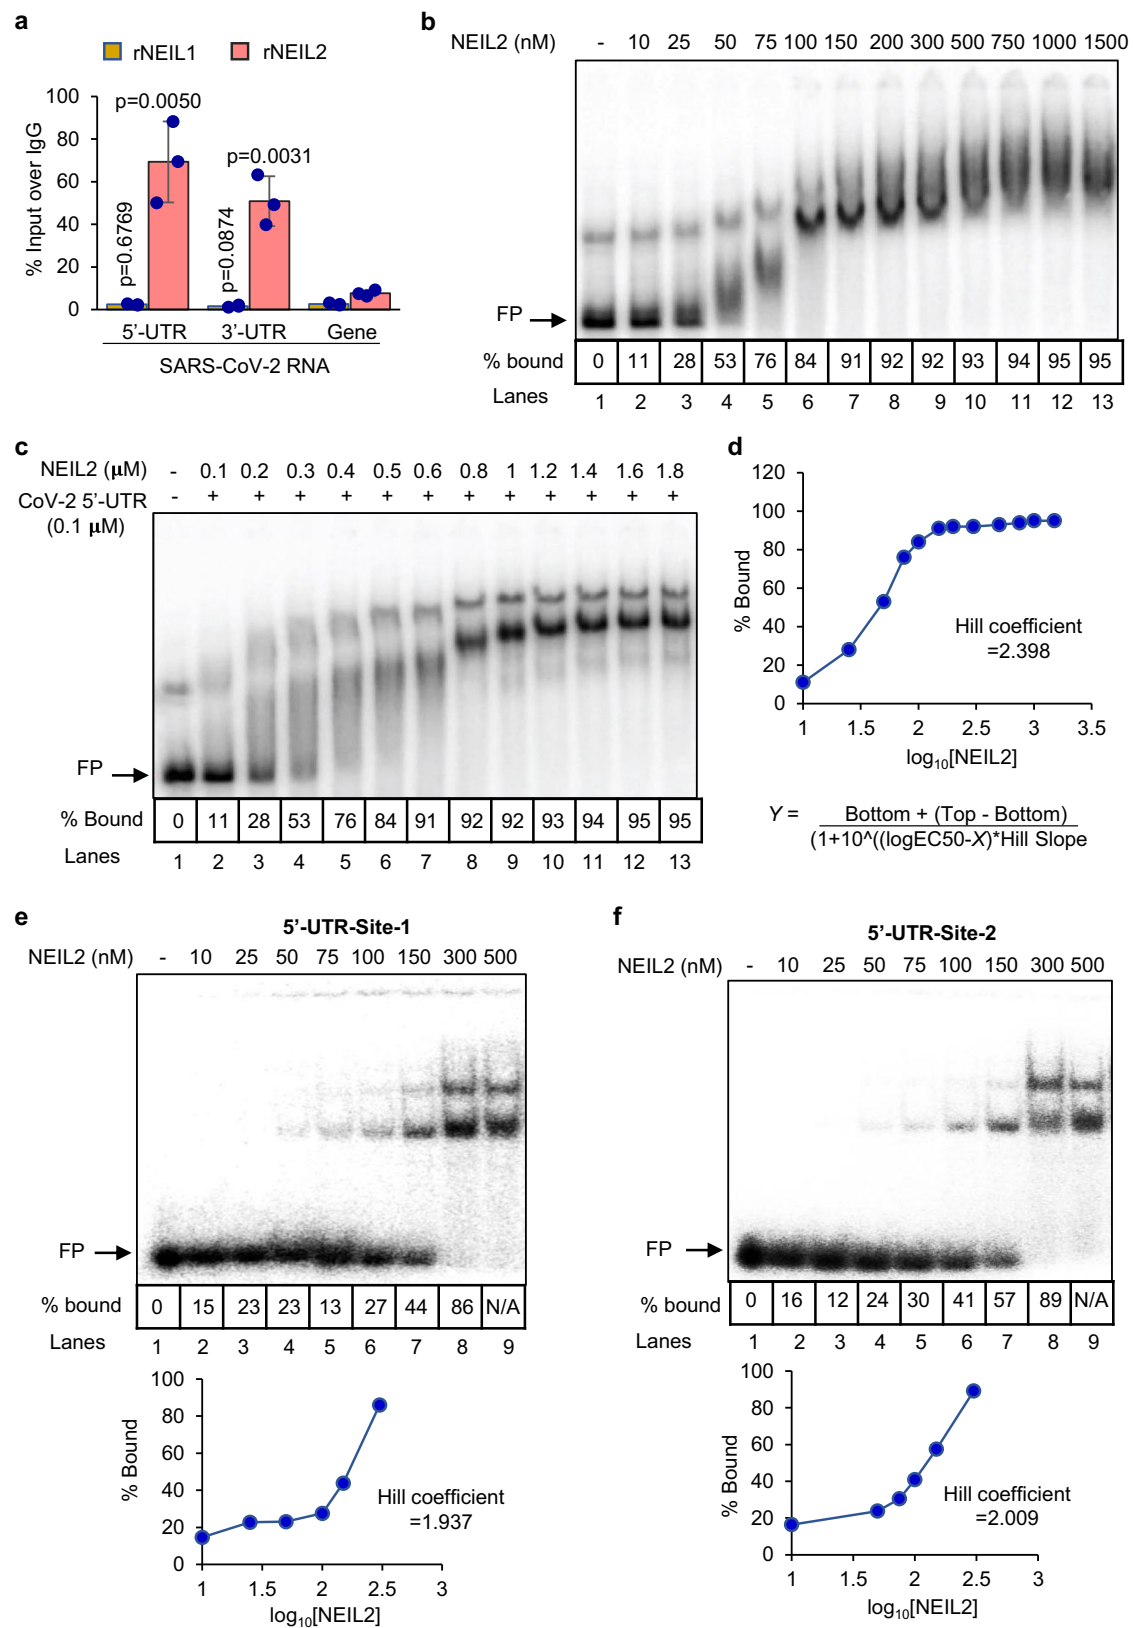 a
rNEIL1 rNEIL2
% Input over IgG
100
80
60
40
20
0
p=0.0050
p=0.6769
p=0.0031
p=0.0874
5’-UTR 3’-UTR Gene
SARS-CoV-2 RNA
b
NEIL2 (nM) - 10 25 50 75 100 150 200 300 500 750 1000 1500
FP
% bound 0 11 28 53 76 84 91 92 92 93 94 95 95
Lanes 1 2 3 4 5 6 7 8 9 10 11 12 13
c
NEIL2 (μM) - 0.1 0.2 0.3 0.4 0.5 0.6 0.8 1 1.2 1.4 1.6 1.8
CoV-2 5’-UTR - + + + + + + + + + + + +
(0.1 μM)
FP
% Bound 0 11 28 53 76 84 91 92 92 93 94 95 95
Lanes 1 2 3 4 5 6 7 8 9 10 11 12 13
d
% Bound
120
100
80
60
40
20
0
Hill coefficient
=2.398
1 1.5 2 2.5 3 3.5
log10[NEIL2]
Y = Bottom + (Top - Bottom)
(1+10^((logEC50-X)*Hill Slope
e
5’-UTR-Site-1
NEIL2 (nM) - 10 25 50 75 100 150 300 500
FP
% bound 0 15 23 23 13 27 44 86 N/A
Lanes 1 2 3 4 5 6 7 8 9
% Bound
100
80
60
40
20
0
Hill coefficient
=1.937
1 1.5 2 2.5 3
log10[NEIL2]
f
5’-UTR-Site-2
NEIL2 (nM) - 10 25 50 75 100 150 300 500
FP
% bound 0 16 12 24 30 41 57 89 N/A
Lanes 1 2 3 4 5 6 7 8 9
% Bound
100
80
60
40
20
0
Hill coefficient
=2.009
1 1.5 2 2.5 3
log10[NEIL2]